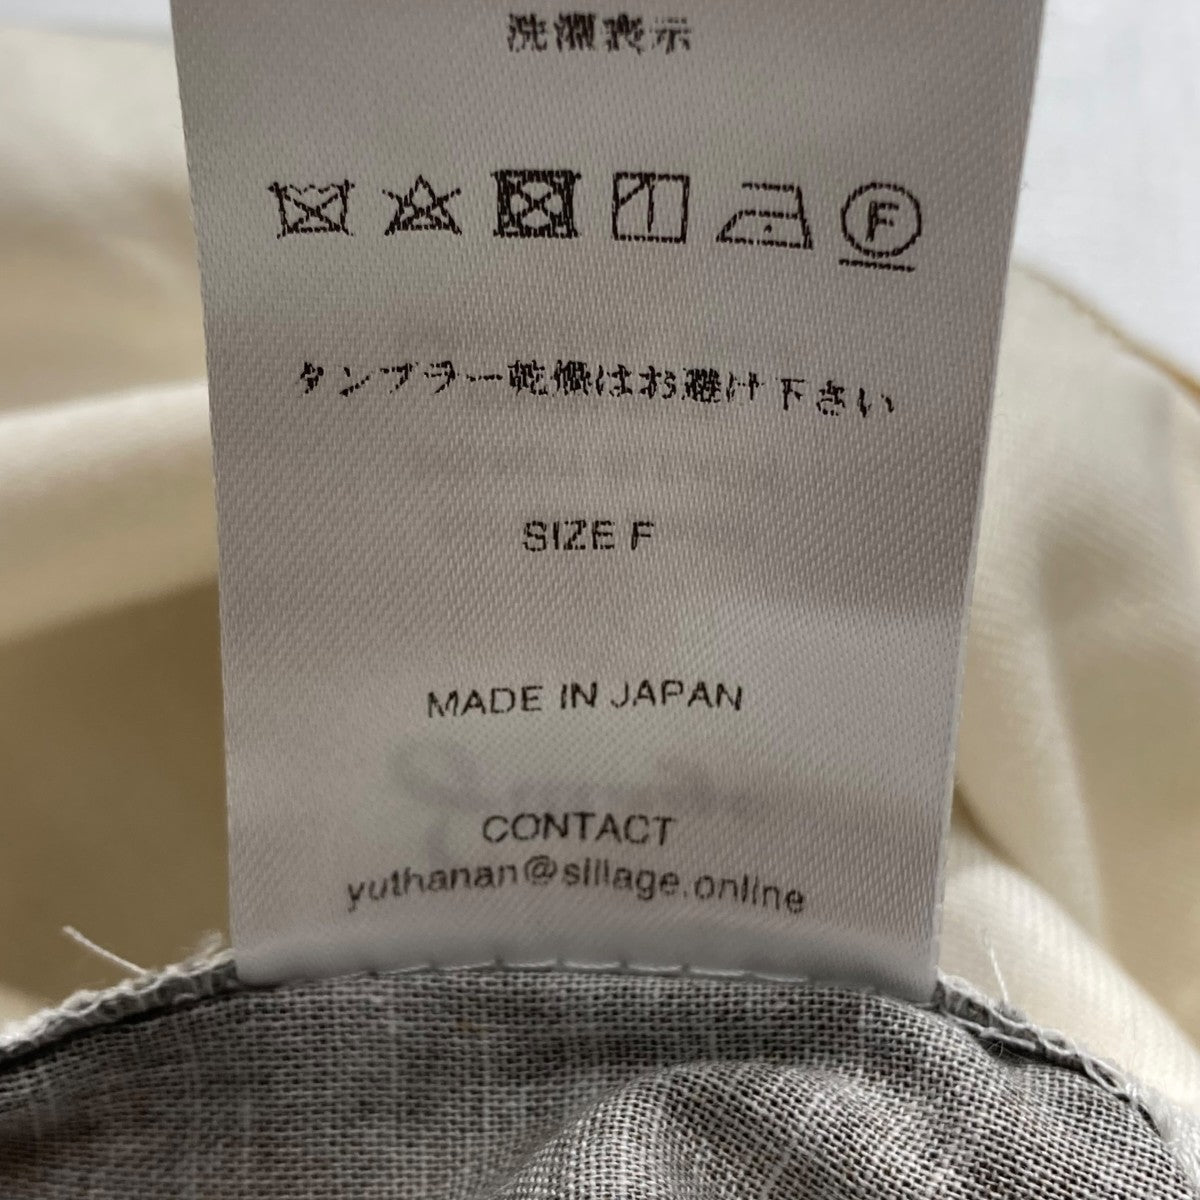 洗濯表示
F
タンブラー乾燥はお避け下さい
SIZE F
MADE IN JAPAN
CONTACT
yuthanan@sillage.online